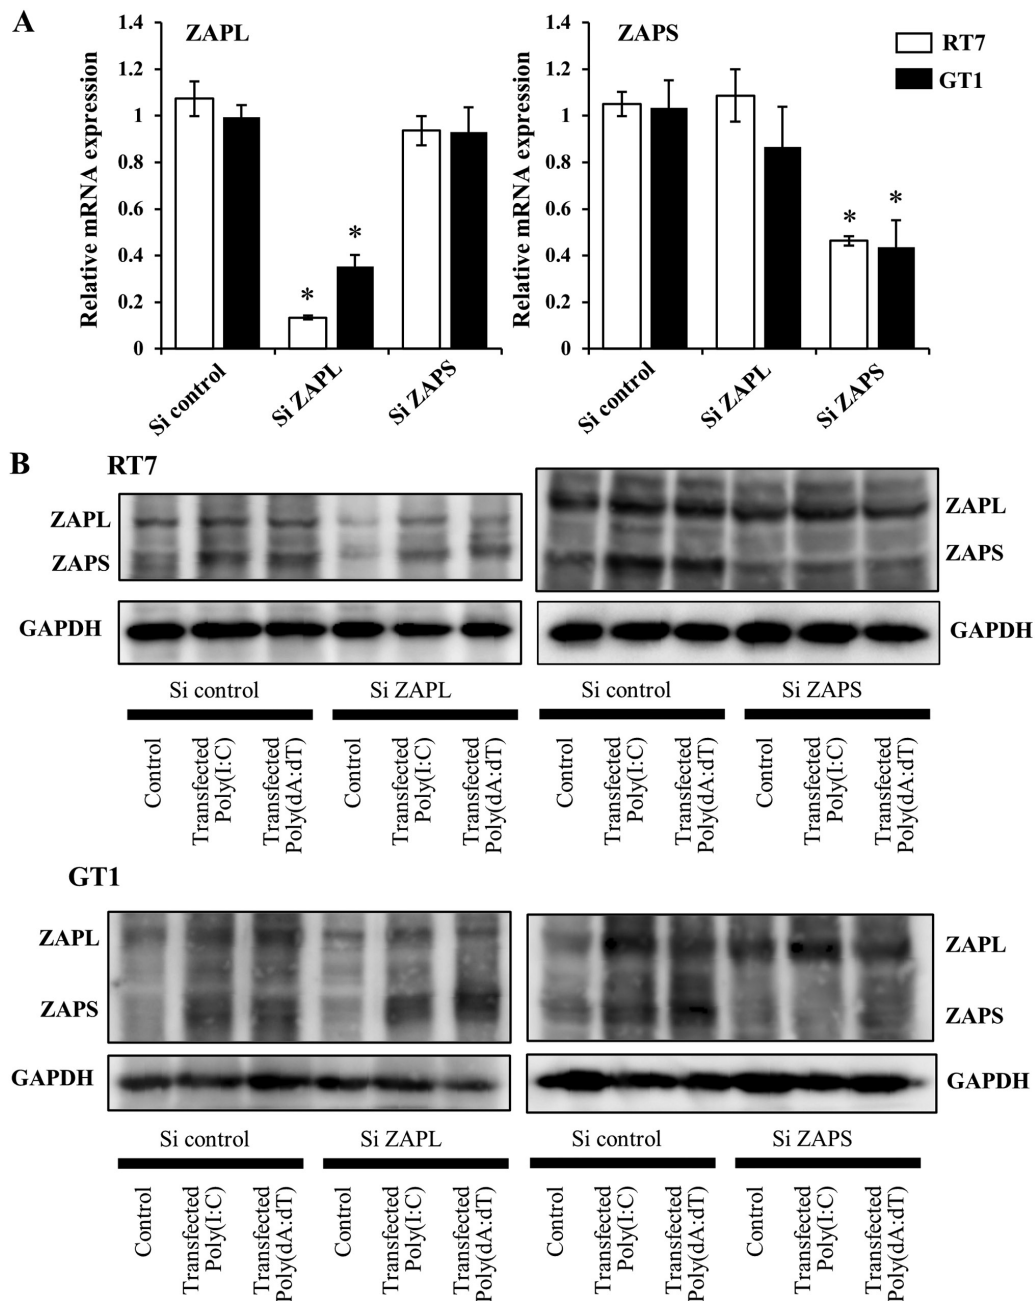 A
ZAPL
Relative mRNA expression
1.4
1.2
1
0.8
0.6
0.4
0.2
0
*
*
Si control
Si ZAPL
Si ZAPS
ZAPS
Relative mRNA expression
1.4
1.2
1
0.8
0.6
0.4
0.2
0
*
*
Si control
Si ZAPL
Si ZAPS
RT7
GT1
B
RT7
ZAPL
ZAPS
GAPDH
ZAPL
ZAPS
GAPDH
Si control
Si ZAPL
Si control
Si ZAPS
Control
Transfected
Poly(I:C)
Transfected
Poly(dA:dT)
Control
Transfected
Poly(I:C)
Transfected
Poly(dA:dT)
Control
Transfected
Poly(I:C)
Transfected
Poly(dA:dT)
Control
Transfected
Poly(I:C)
Transfected
Poly(dA:dT)
GT1
ZAPL
ZAPS
GAPDH
ZAPL
ZAPS
GAPDH
Si control
Si ZAPL
Si control
Si ZAPS
Control
Transfected
Poly(I:C)
Transfected
Poly(dA:dT)
Control
Transfected
Poly(I:C)
Transfected
Poly(dA:dT)
Control
Transfected
Poly(I:C)
Transfected
Poly(dA:dT)
Control
Transfected
Poly(I:C)
Transfected
Poly(dA:dT)